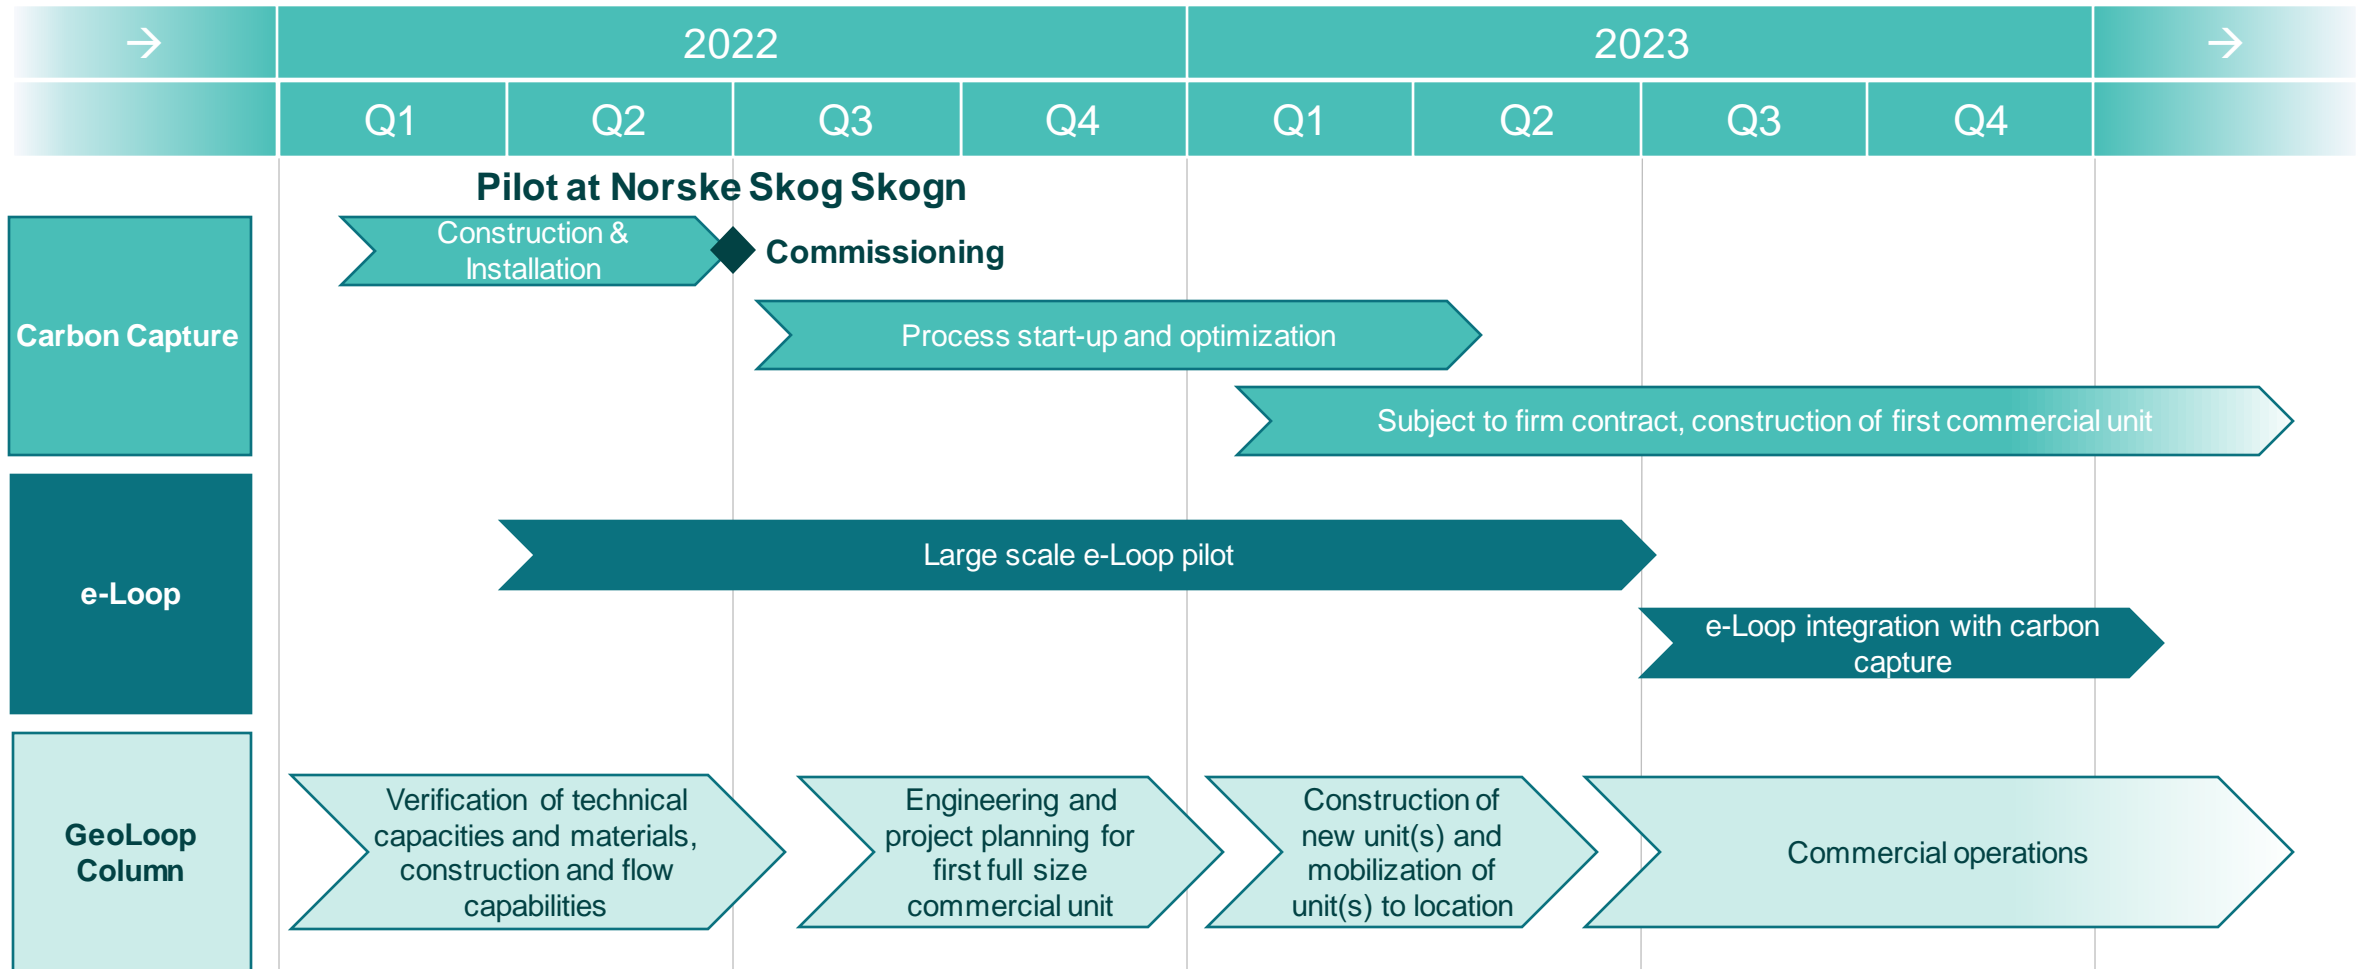 → 2022 2023 →
Q1 Q2 Q3 Q4 Q1 Q2 Q3 Q4
Pilot at Norske Skog Skogn
Carbon Capture
Construction &
Installation
Commissioning
Process start-up and optimization
Subject to firm contract, construction of first commercial unit
e-Loop
Large scale e-Loop pilot
e-Loop integration with carbon
capture
GeoLoop
Column
Verification of technical
capacities and materials,
construction and flow
capabilities
Engineering and
project planning for
first full size
commercial unit
Construction of
new unit(s) and
mobilization of
unit(s) to location
Commercial operations